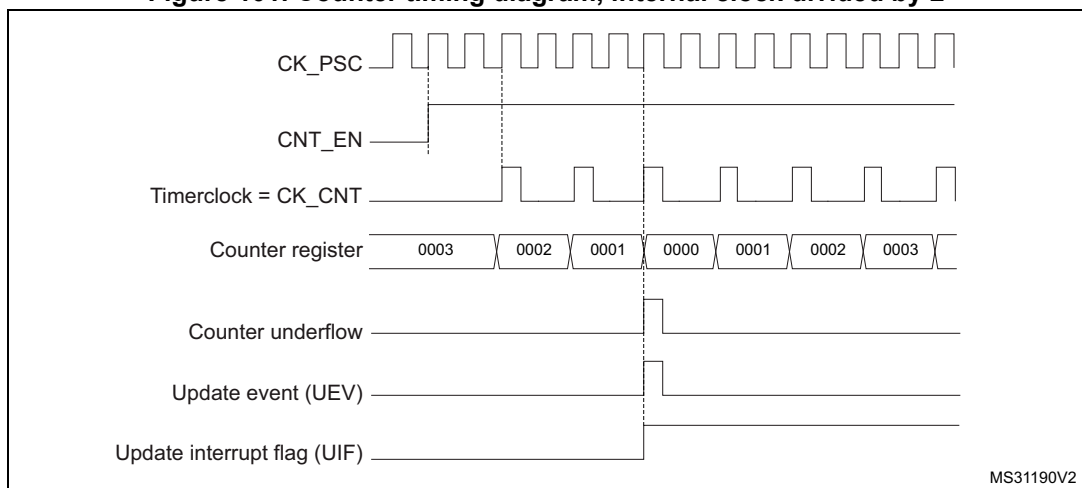 Figure 191. Counter timing diagram, internal clock divided by 2
CK_PSC
CNT_EN
Timerclock = CK_CNT
Counter register 0003 0002 0001 0000 0001 0002 0003
Counter underflow
Update event (UEV)
Update interrupt flag (UIF)
MS31190V2